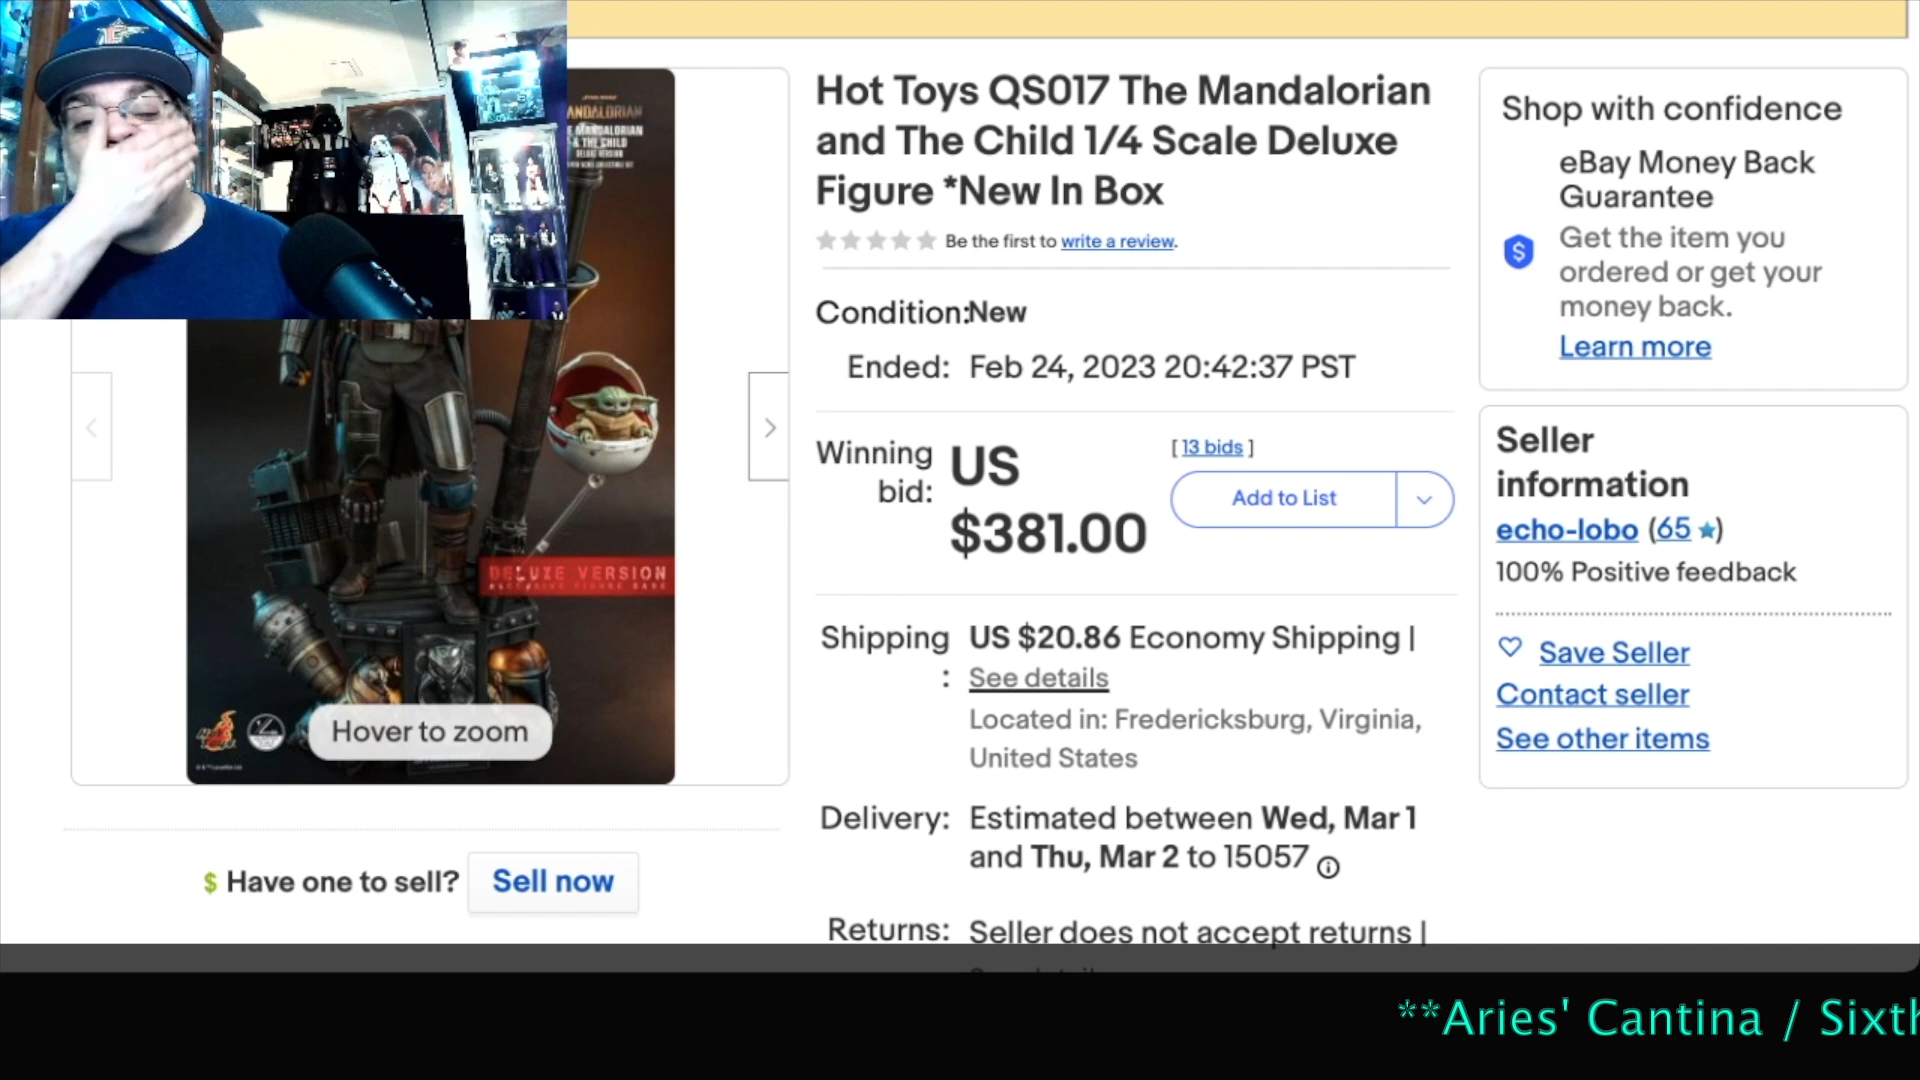 MANDALORIAN
MANDALORIAN
& THE CHILD
DELUXE VERSION
DELUXE VERSION
Hover to zoom
$ Have one to sell? Sell now
Hot Toys QS017 The Mandalorian
and The Child 1/4 Scale Deluxe
Figure *New In Box
Be the first to write a review.
Condition: New
Ended: Feb 24, 2023 20:42:37 PST
Winning
bid:
US
$381.00
[ 13 bids ]
Add to List
Shipping
:
US $20.86 Economy Shipping |
See details
Located in: Fredericksburg, Virginia,
United States
Delivery: Estimated between Wed, Mar 1
and Thu, Mar 2 to 15057
Returns: Seller does not accept returns |
Shop with confidence
eBay Money Back
Guarantee
Get the item you
ordered or get your
money back.
Learn more
Seller
information
echo-lobo (65)
100% Positive feedback
Save Seller
Contact seller
See other items
**Aries' Cantina / Sixth